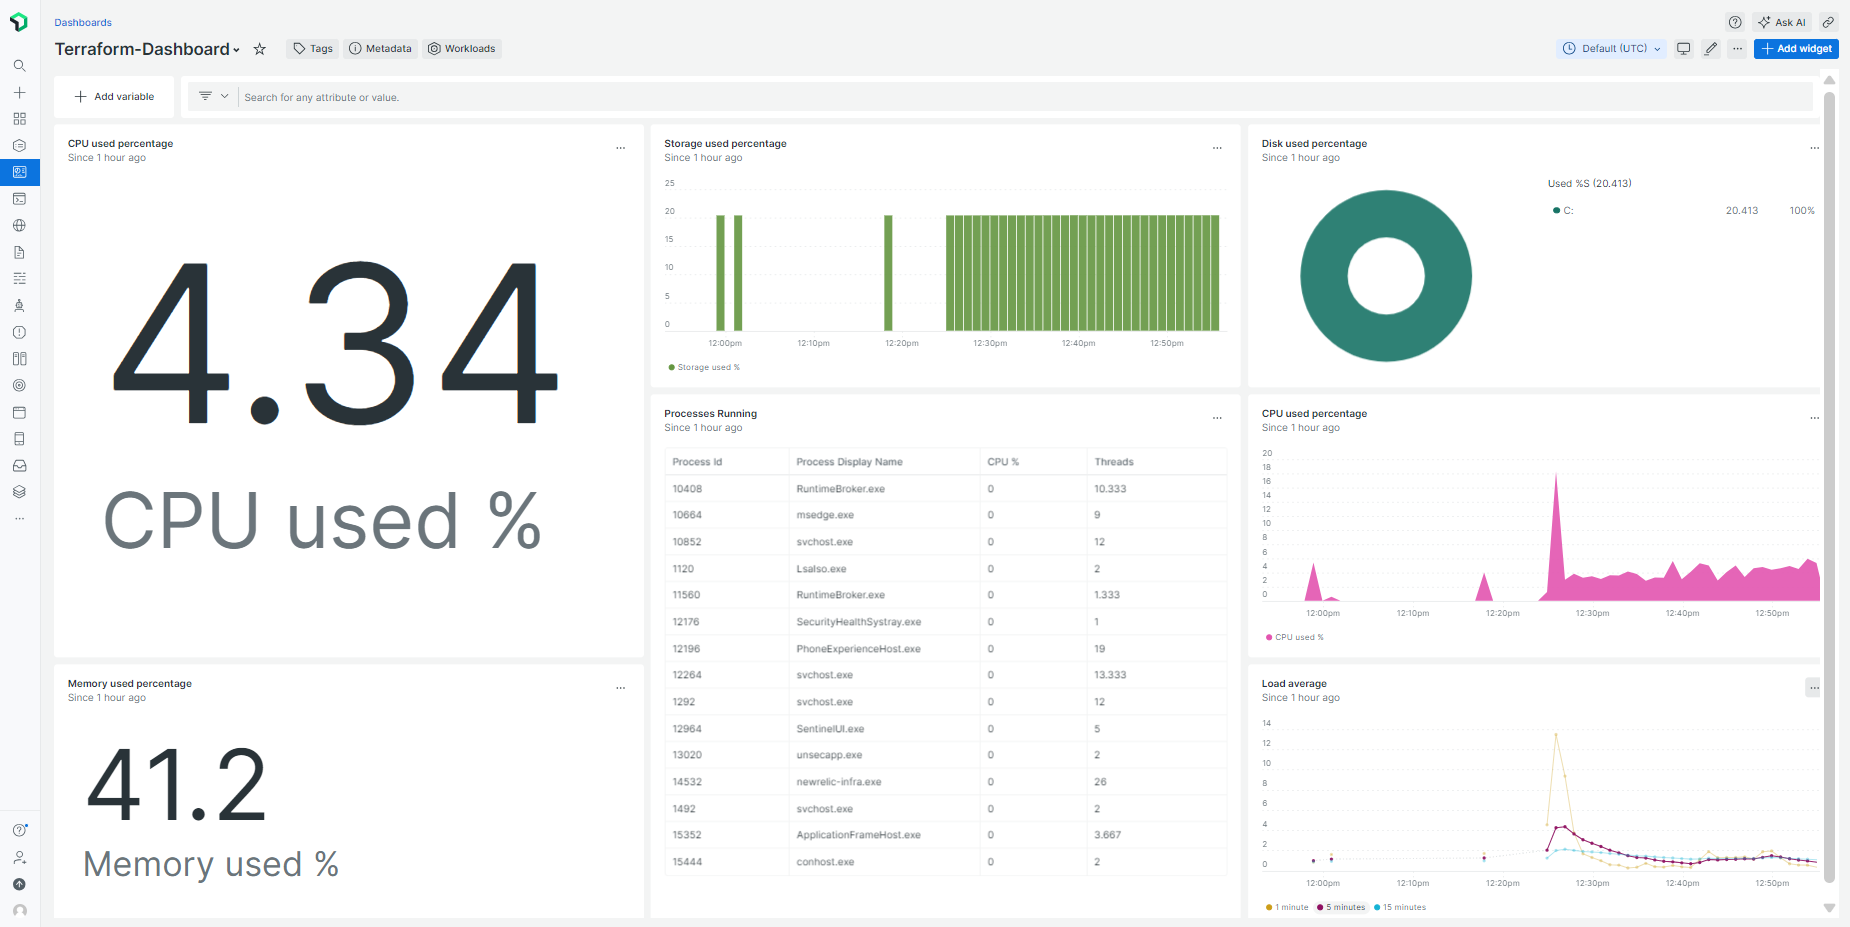 Dashboards
Ask AI
Terraform-Dashboard
Tags
Metadata
Workloads
Default (UTC)
Add widget
Add variable
Search for any attribute or value.
CPU used percentage
Since 1 hour ago
4.34
CPU used %
Storage used percentage
Since 1 hour ago
25
20
15
10
5
0
12:00pm 12:10pm 12:20pm 12:30pm 12:40pm 12:50pm
Storage used %
Disk used percentage
Since 1 hour ago
Used %S (20.413)
C: 20.413 100%
Processes Running
Since 1 hour ago
Process Id Process Display Name CPU % Threads
10408 RuntimeBroker.exe 0 10.333
10664 msedge.exe 0 9
10852 svchost.exe 0 12
1120 LsaIso.exe 0 2
11560 RuntimeBroker.exe 0 1.333
12176 SecurityHealthSystray.exe 0 1
12196 PhoneExperienceHost.exe 0 19
12264 svchost.exe 0 13.333
1292 svchost.exe 0 12
12964 SentinelUI.exe 0 5
13020 unsecapp.exe 0 2
14532 newrelic-infra.exe 0 26
1492 svchost.exe 0 2
15352 ApplicationFrameHost.exe 0 3.667
15444 conhost.exe 0 2
CPU used percentage
Since 1 hour ago
20
18
16
14
12
10
8
6
4
2
0
12:00pm 12:10pm 12:20pm 12:30pm 12:40pm 12:50pm
CPU used %
Memory used percentage
Since 1 hour ago
41.2
Memory used %
Load average
Since 1 hour ago
14
12
10
8
6
4
2
0
12:00pm 12:10pm 12:20pm 12:30pm 12:40pm 12:50pm
1 minute 5 minutes 15 minutes